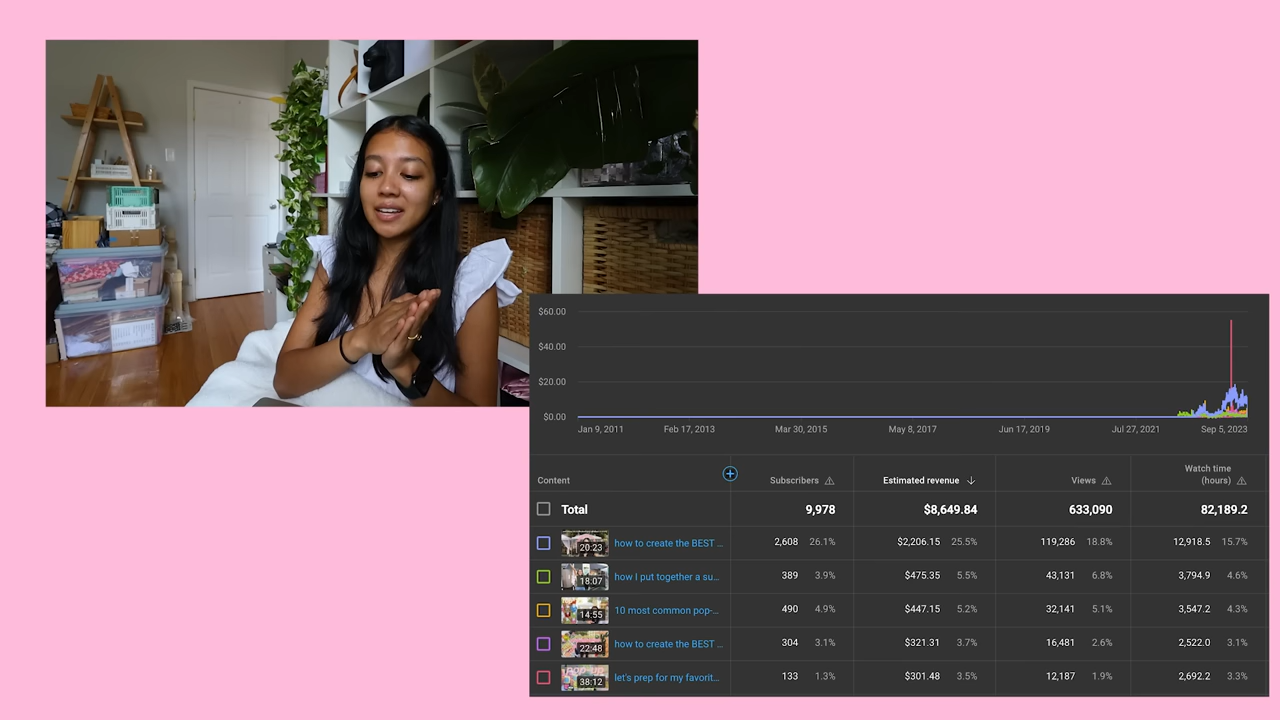 $60.00
$40.00
$20.00
$0.00
Jan 9, 2011 Feb 17, 2013 Mar 30, 2015 May 8, 2017 Jun 17, 2019 Jul 27, 2021 Sep 5, 2023
Content Subscribers Estimated revenue Views Watch time (hours)
Total 9,978 $8,649.84 633,090 82,189.2
20:23 how to create the BEST ... 2,608 26.1% $2,206.15 25.5% 119,286 18.8% 12,918.5 15.7%
18:07 how I put together a su... 389 3.9% $475.35 5.5% 43,131 6.8% 3,794.9 4.6%
14:55 10 most common pop-... 490 4.9% $447.15 5.2% 32,141 5.1% 3,547.2 4.3%
22:48 how to create the BEST ... 304 3.1% $321.31 3.7% 16,481 2.6% 2,522.0 3.1%
38:12 let's prep for my favorit... 133 1.3% $301.48 3.5% 12,187 1.9% 2,692.2 3.3%